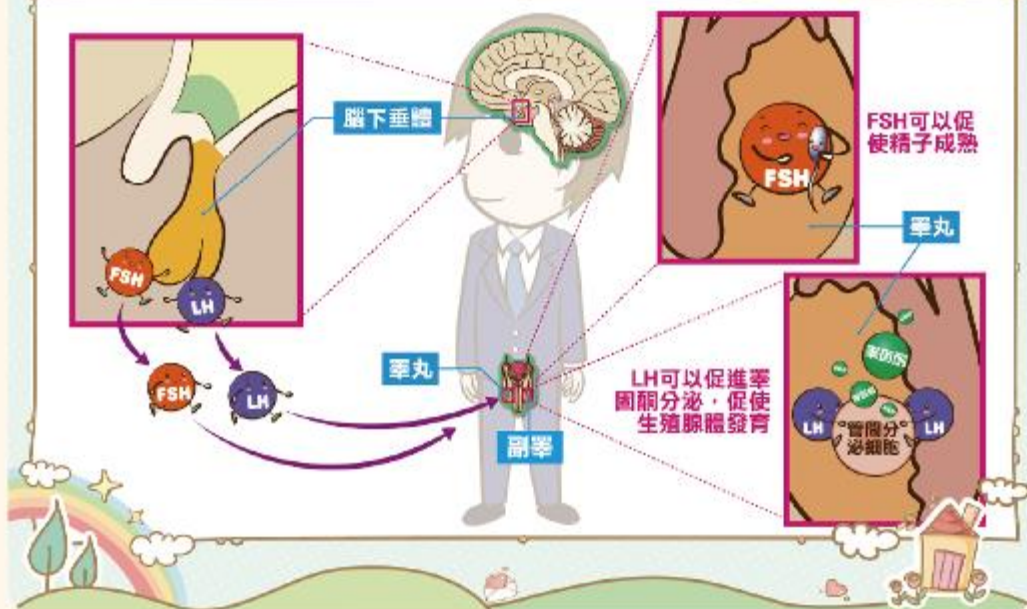 腦下垂體
FSH
LH
FSH
LH
FSH可以促
使精子成熟
FSH
睪丸
睪丸
副睪
LH可以促進睪
固酮分泌，促使
生殖腺體發育
睪固酮
LH
LH
管間分
泌細胞